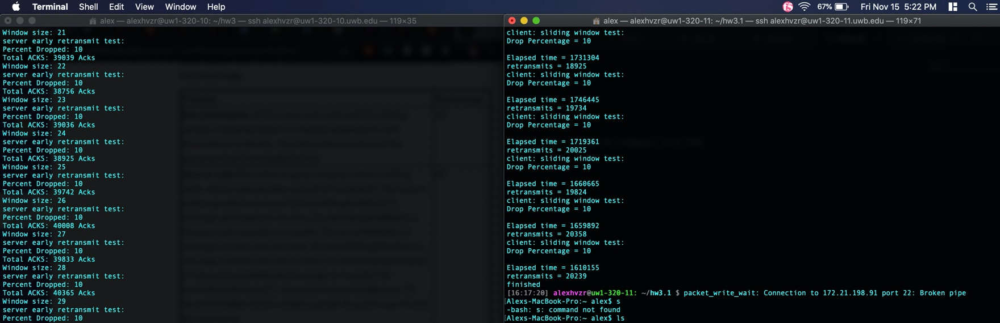 Terminal Shell Edit View Window Help 67% Fri Nov 15 5:22 PM
alex — alexhvzr@uw1-320-10: ~/hw3 — ssh alexhvzr@uw1-320-10.uwb.edu — 119×35
Window size: 21
server early retransmit test:
Percent Dropped: 10
Total ACKS: 39039 Acks
Window size: 22
server early retransmit test:
Percent Dropped: 10
Total ACKS: 38756 Acks
Window size: 23
server early retransmit test:
Percent Dropped: 10
Total ACKS: 39036 Acks
Window size: 24
server early retransmit test:
Percent Dropped: 10
Total ACKS: 38925 Acks
Window size: 25
server early retransmit test:
Percent Dropped: 10
Total ACKS: 39742 Acks
Window size: 26
server early retransmit test:
Percent Dropped: 10
Total ACKS: 40008 Acks
Window size: 27
server early retransmit test:
Percent Dropped: 10
Total ACKS: 39833 Acks
Window size: 28
server early retransmit test:
Percent Dropped: 10
Total ACKS: 40365 Acks
Window size: 29
server early retransmit test:
Percent Dropped: 10
alex — alexhvzr@uw1-320-11: ~/hw3.1 — ssh alexhvzr@uw1-320-11.uwb.edu — 119×71
client: sliding window test:
Drop Percentage = 10
Elapsed time = 1731304
retransmits = 18925
client: sliding window test:
Drop Percentage = 10
Elapsed time = 1746445
retransmits = 19734
client: sliding window test:
Drop Percentage = 10
Elapsed time = 1719361
retransmits = 20025
client: sliding window test:
Drop Percentage = 10
Elapsed time = 1660665
retransmits = 19824
client: sliding window test:
Drop Percentage = 10
Elapsed time = 1659892
retransmits = 20358
client: sliding window test:
Drop Percentage = 10
Elapsed time = 1610155
retransmits = 20239
finished
[16:17:20] alexhvzr@uw1-320-11: ~/hw3.1 $ packet_write_wait: Connection to 172.21.198.91 port 22: Broken pipe
[Alexs-MacBook-Pro:~ alex$ s
-bash: s: command not found
[Alexs-MacBook-Pro:~ alex$ ls